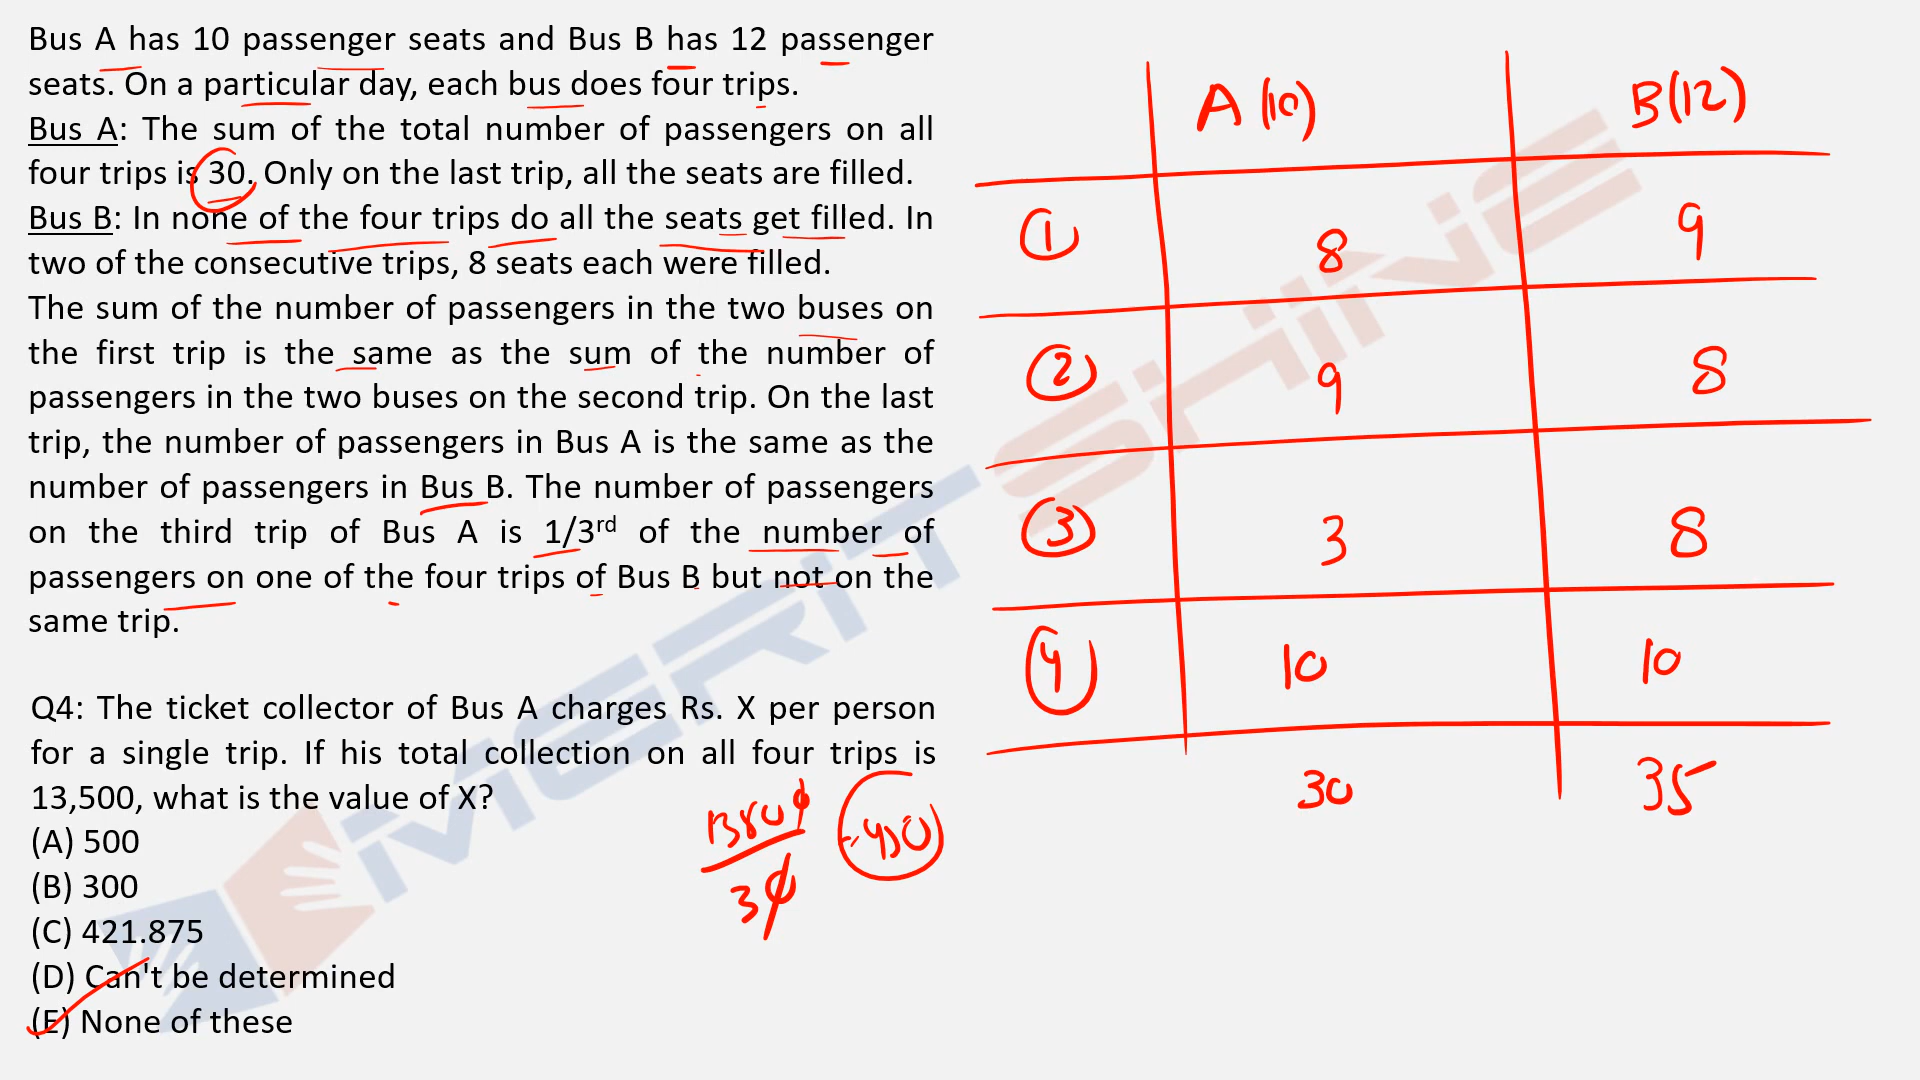 Bus A has 10 passenger seats and Bus B has 12 passenger
seats. On a particular day, each bus does four trips.
Bus A: The sum of the total number of passengers on all
four trips is 30. Only on the last trip, all the seats are filled.
Bus B: In none of the four trips do all the seats get filled. In
two of the consecutive trips, 8 seats each were filled.
The sum of the number of passengers in the two buses on
the first trip is the same as the sum of the number of
passengers in the two buses on the second trip. On the last
trip, the number of passengers in Bus A is the same as the
number of passengers in Bus B. The number of passengers
on the third trip of Bus A is 1/3rd of the number of
passengers on one of the four trips of Bus B but not on the
same trip.
Q4: The ticket collector of Bus A charges Rs. X per person
for a single trip. If his total collection on all four trips is
13,500, what is the value of X?
(A) 500
(B) 300
(C) 421.875
(D) Can't be determined
(E) None of these
13500
30
450
A (10) B(12)
1 8 9
2 9 8
3 3 8
4 10 10
30 35
MERIT SHINE